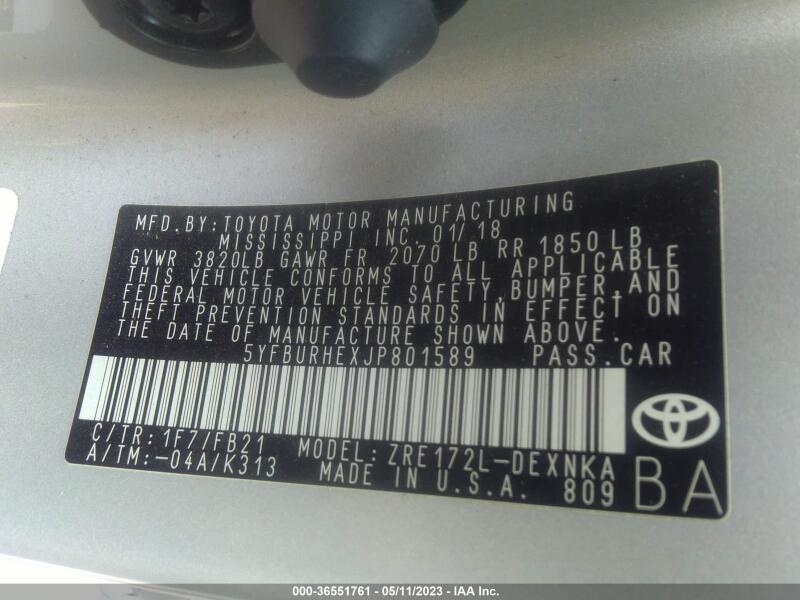 MFD. BY: TOYOTA MOTOR MANUFACTURING
MISSISSIPPI INC. 01/18
GVWR 3820LB GAWR FR 2070 LB RR 1850 LB
THIS VEHICLE CONFORMS TO ALL APPLICABLE
FEDERAL MOTOR VEHICLE SAFETY, BUMPER, AND
THEFT PREVENTION STANDARDS IN EFFECT ON
THE DATE OF MANUFACTURE SHOWN ABOVE.
5YFBURHEXJP801589 PASS. CAR
C/TR: 1F7/FB21 MODEL: ZRE172L-DEXNKA
A/TM: -04A/K313 MADE IN U.S.A. 809 BA
000-36551761 - 05/11/2023 - IAA Inc.